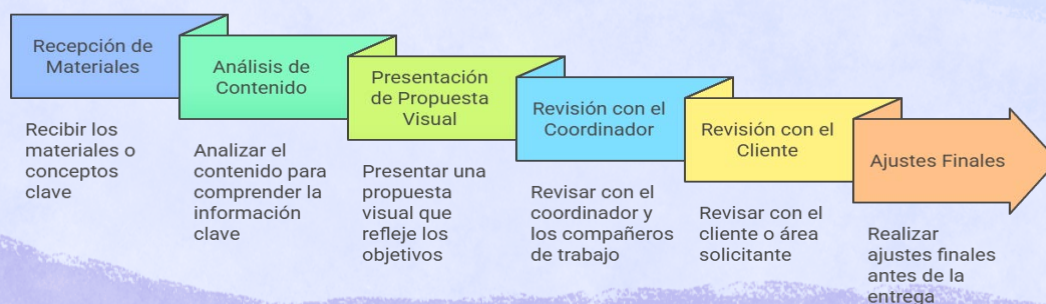 Recepción de
Materiales
Recibir los
materiales o
conceptos
clave
Análisis de
Contenido
Analizar el
contenido para
comprender la
información
clave
Presentación
de Propuesta
Visual
Presentar una
propuesta
visual que
refleje los
objetivos
Revisión con el
Coordinador
Revisar con el
coordinador y
los compañeros
de trabajo
Revisión con el
Cliente
Revisar con el
cliente o área
solicitante
Ajustes Finales
Realizar
ajustes finales
antes de la
entrega